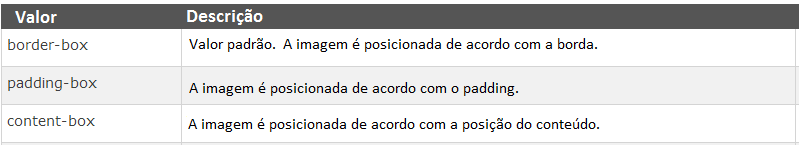 Valor Descrição
border-box Valor padrão. A imagem é posicionada de acordo com a borda.
padding-box A imagem é posicionada de acordo com o padding.
content-box A imagem é posicionada de acordo com a posição do conteúdo.